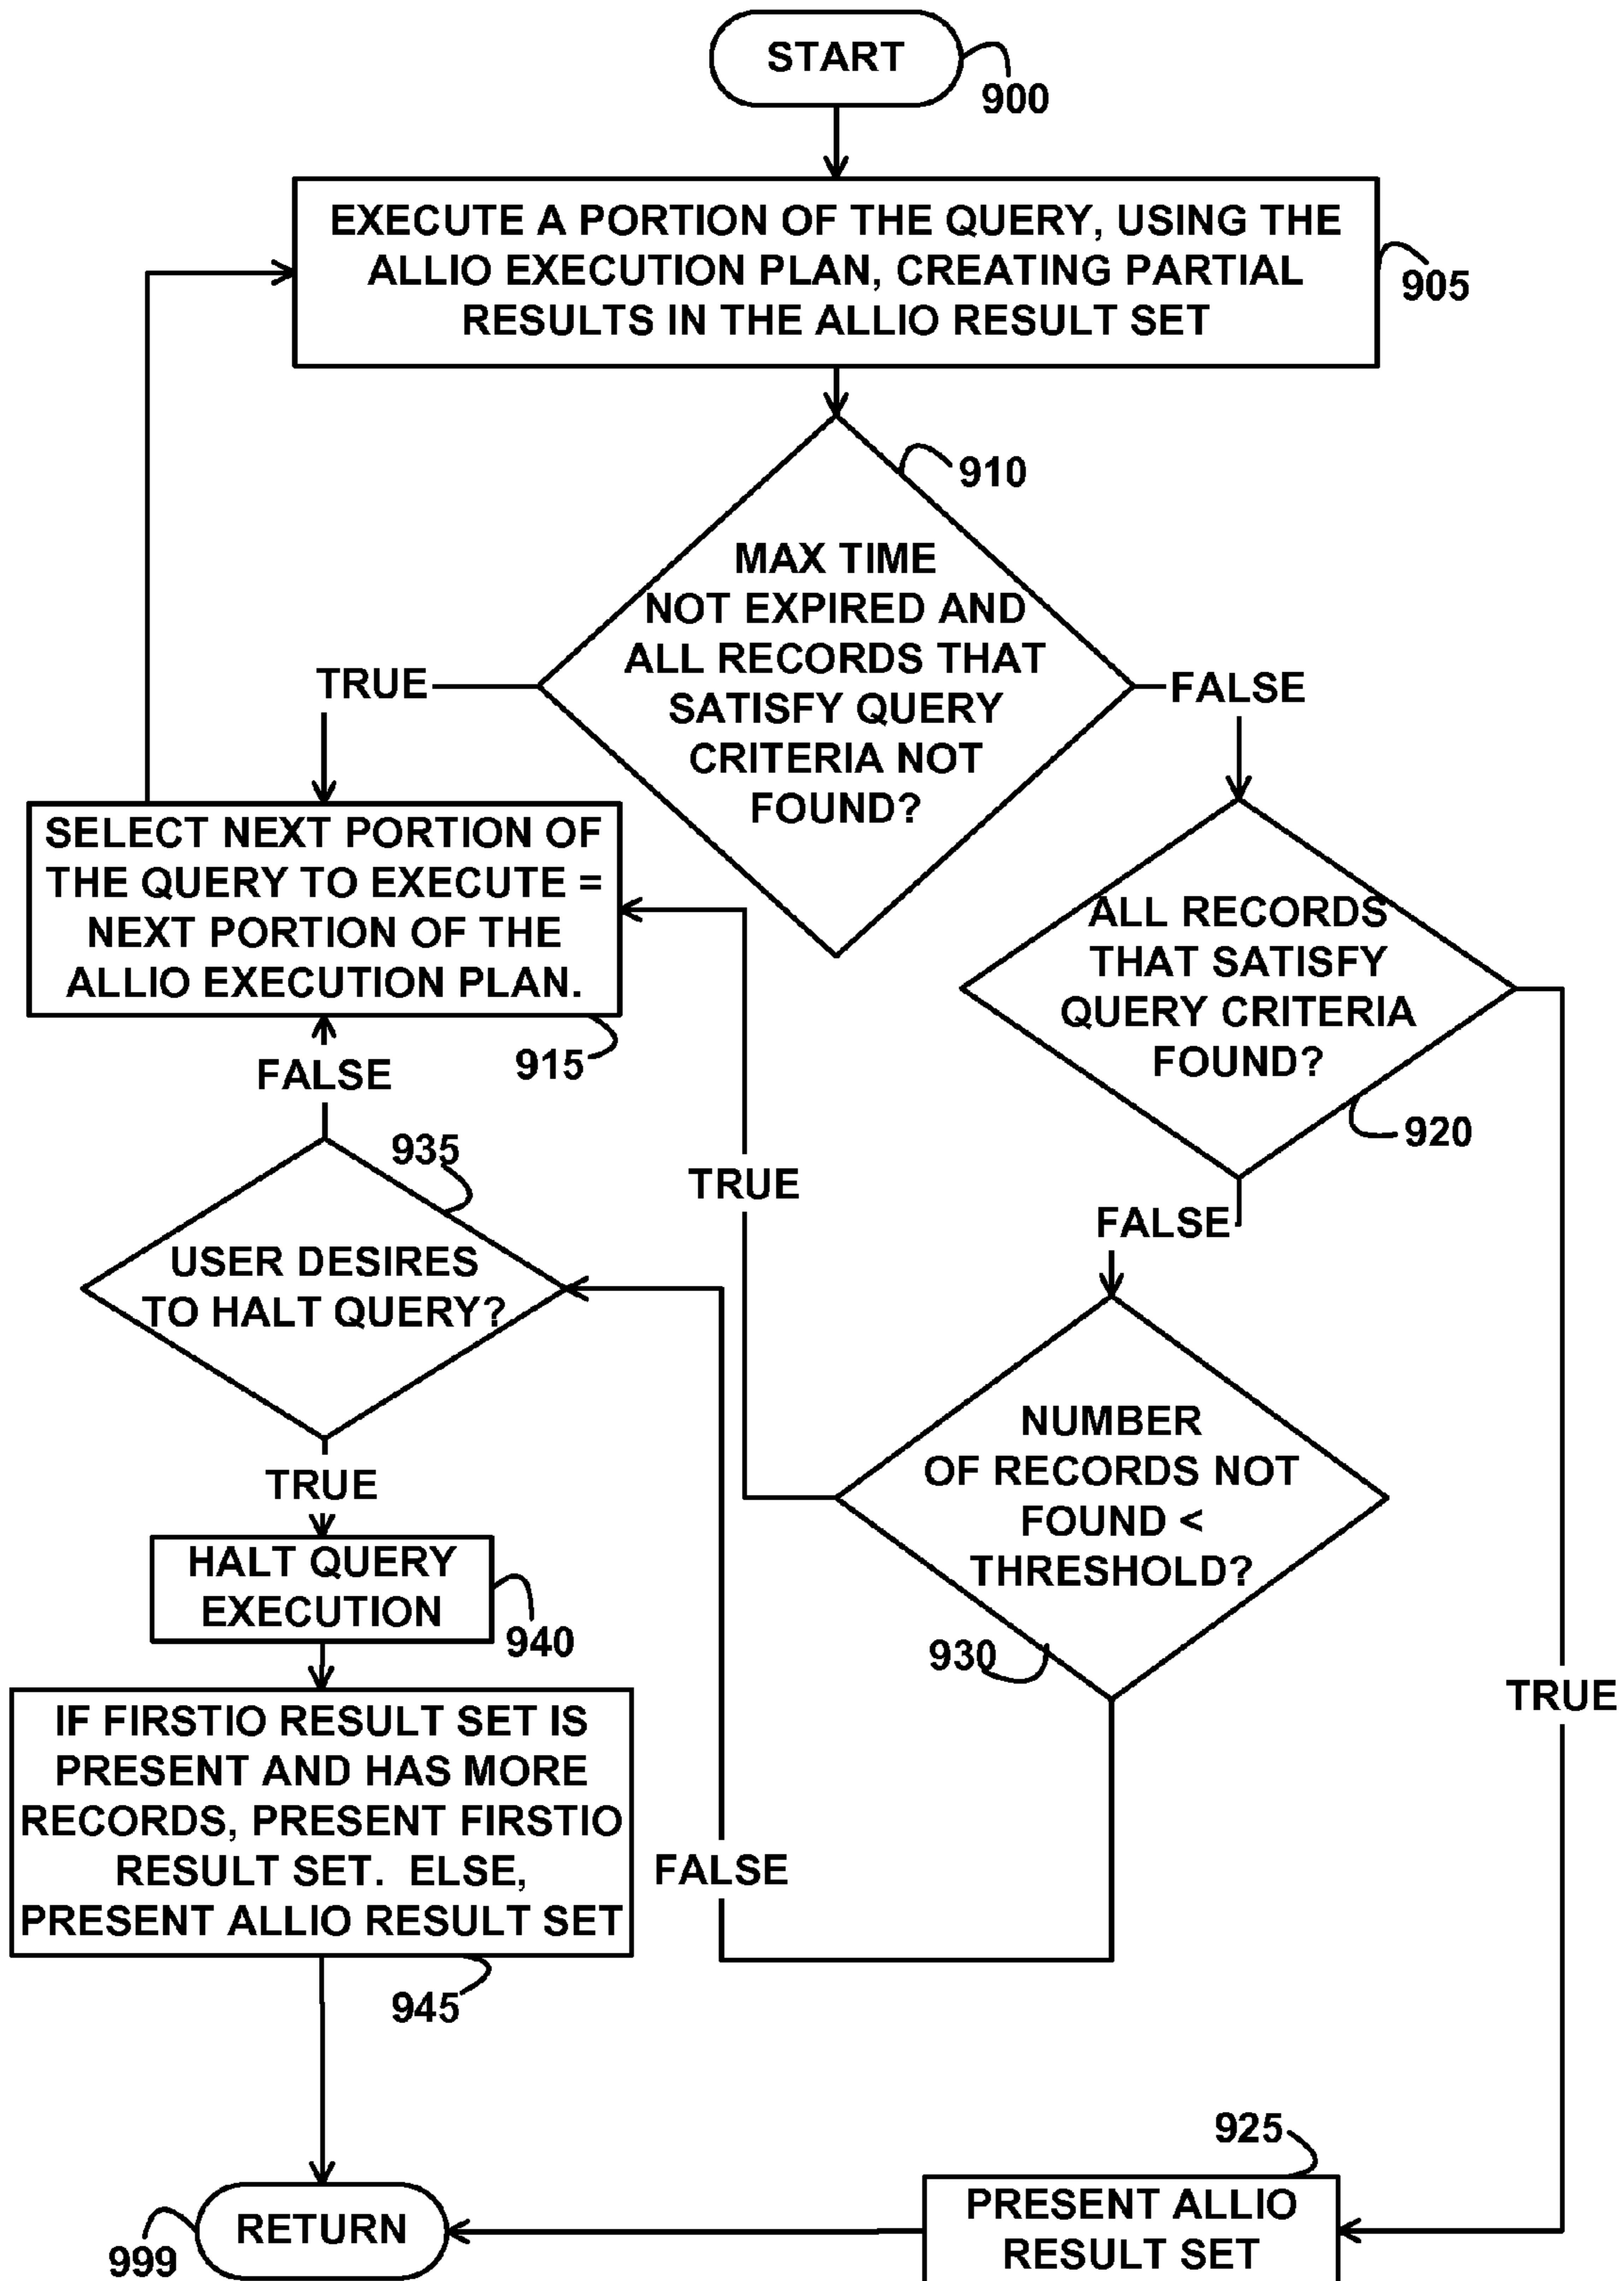 START
900
EXECUTE A PORTION OF THE QUERY, USING THE
ALLIO EXECUTION PLAN, CREATING PARTIAL
RESULTS IN THE ALLIO RESULT SET
905
910
MAX TIME
NOT EXPIRED AND
ALL RECORDS THAT
SATISFY QUERY
CRITERIA NOT
FOUND?
TRUE
FALSE
SELECT NEXT PORTION OF
THE QUERY TO EXECUTE =
NEXT PORTION OF THE
ALLIO EXECUTION PLAN.
915
ALL RECORDS
THAT SATISFY
QUERY CRITERIA
FOUND?
920
FALSE
935
TRUE
FALSE
USER DESIRES
TO HALT QUERY?
NUMBER
OF RECORDS NOT
FOUND <
THRESHOLD?
930
TRUE
TRUE
HALT QUERY
EXECUTION
940
IF FIRSTIO RESULT SET IS
PRESENT AND HAS MORE
RECORDS, PRESENT FIRSTIO
RESULT SET. ELSE,
PRESENT ALLIO RESULT SET
FALSE
945
925
PRESENT ALLIO
RESULT SET
RETURN
999